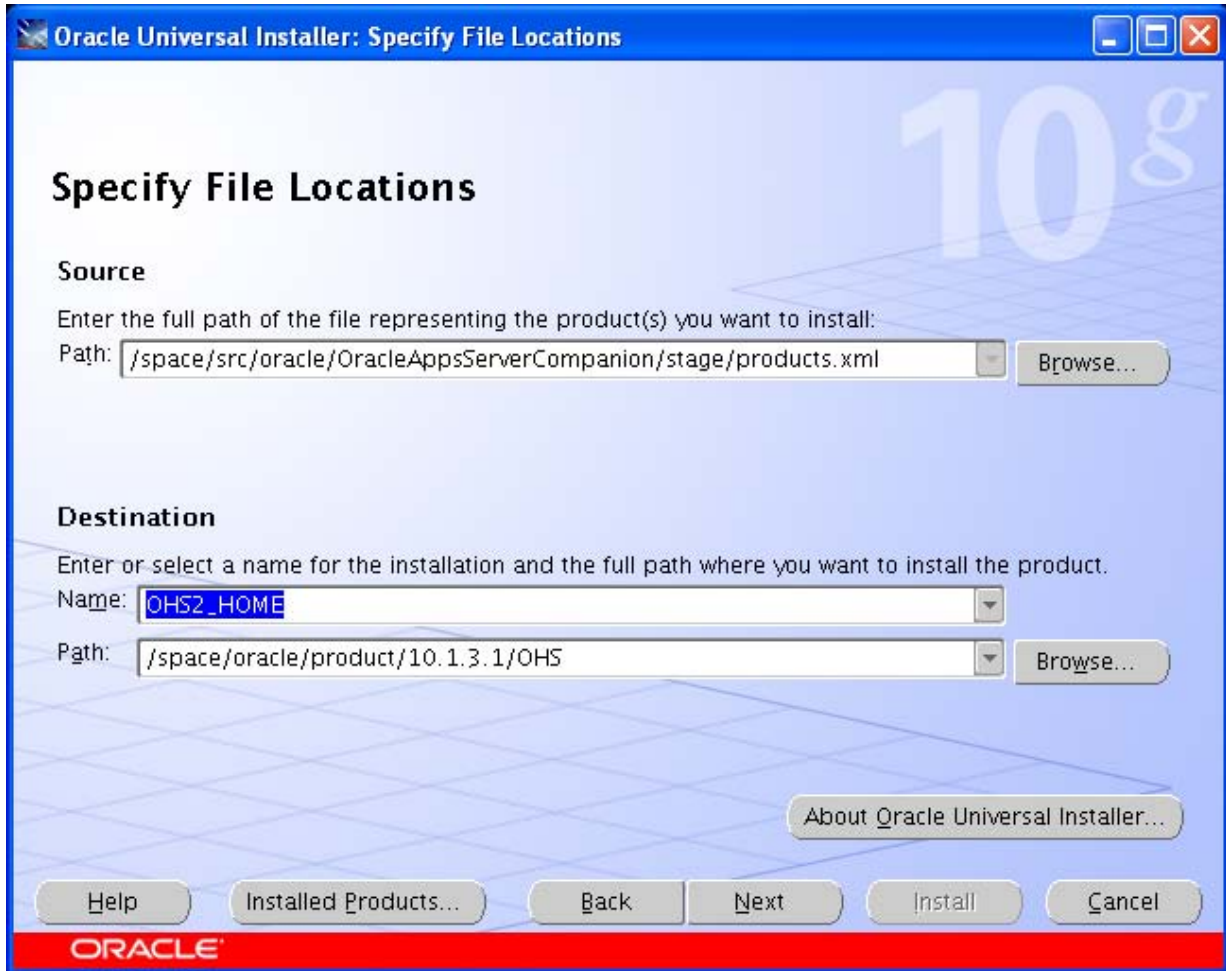 Oracle Universal Installer: Specify File Locations
10g
Specify File Locations
Source
Enter the full path of the file representing the product(s) you want to install:
Path: /space/src/oracle/OracleAppsServerCompanion/stage/products.xml Browse...
Destination
Enter or select a name for the installation and the full path where you want to install the product.
Name: OHS2_HOME
Path: /space/oracle/product/10.1.3.1/OHS Browse...
About Oracle Universal Installer...
Help Installed Products... Back Next Install Cancel
ORACLE